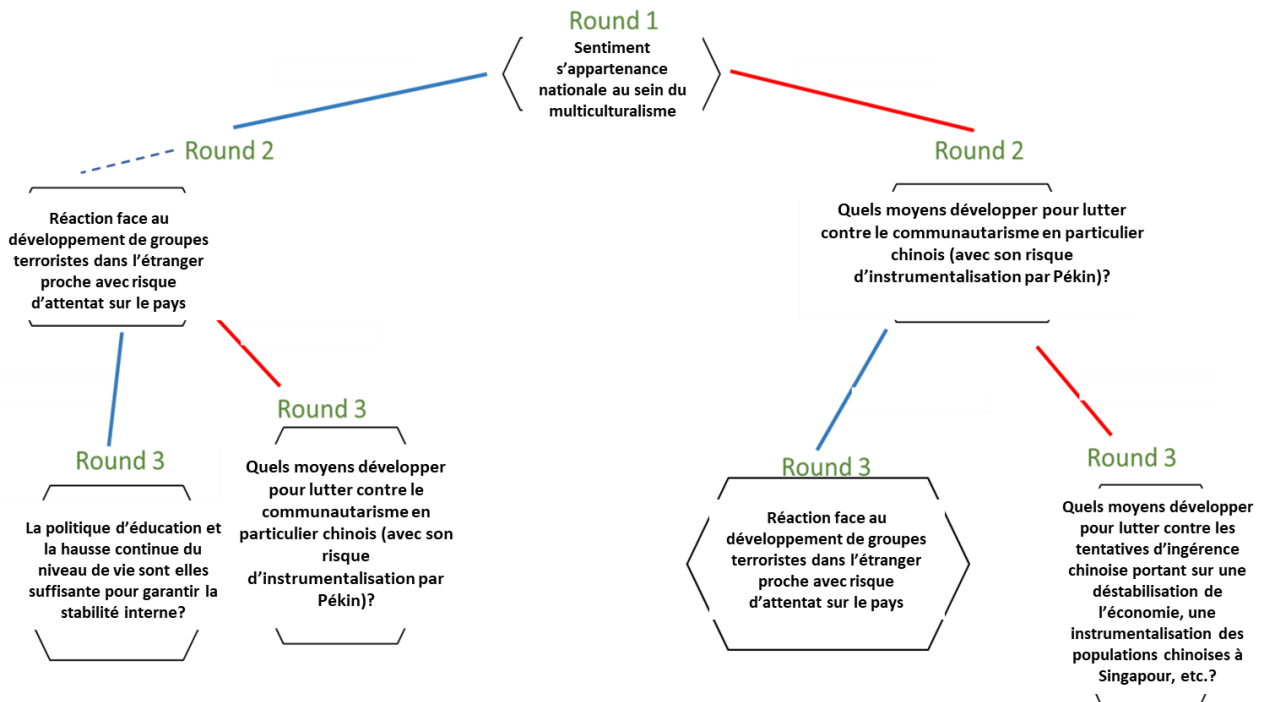 Round 1
Sentiment
s’appartenance
nationale au sein du
multiculturalisme
Round 2
Réaction face au
développement de groupes
terroristes dans l’étranger
proche avec risque
d’attentat sur le pays
Round 2
Quels moyens développer pour lutter
contre le communautarisme en particulier
chinois (avec son risque
d’instrumentalisation par Pékin)?
Round 3
La politique d’éducation et
la hausse continue du
niveau de vie sont elles
suffisante pour garantir la
stabilité interne?
Round 3
Quels moyens développer
pour lutter contre le
communautarisme en
particulier chinois (avec son
risque
d’instrumentalisation par
Pékin)?
Round 3
Réaction face au
développement de groupes
terroristes dans l’étranger
proche avec risque
d’attentat sur le pays
Round 3
Quels moyens développer
pour lutter contre les
tentatives d’ingérence
chinoise portant sur une
déstabilisation de
l’économie, une
instrumentalisation des
populations chinoises à
Singapour, etc.?